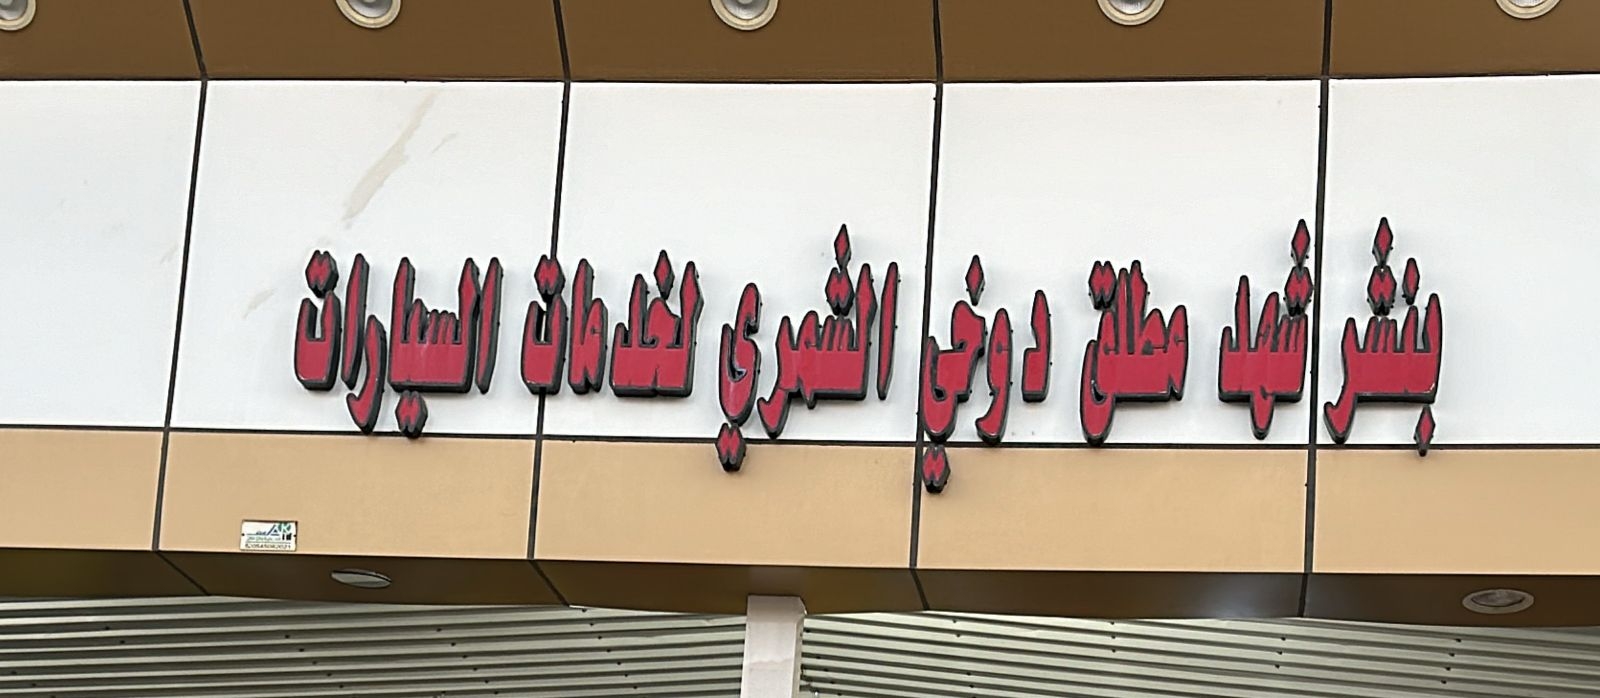 بنشر شهد مطلق دوخي الشمري لخدمات السيارات